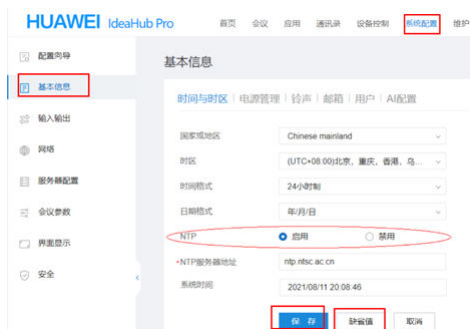 HUAWEI IdeaHub Pro 首页 会议 应用 通讯录 设备控制 系统配置 维护
配置向导
基本信息
输入输出
网络
服务器配置
会议参数
界面显示
安全
基本信息
时间与时区 电源管理 铃声 邮箱 用户 AI配置
国家或地区 Chinese mainland
时区 (UTC+08:00)北京，重庆，香港，乌...
时间格式 24小时制
日期格式 年/月/日
NTP 启用 禁用
*NTP服务器地址 ntp.ntsc.ac.cn
系统时间 2021/08/11 20:08:46
保存 缺省值 取消